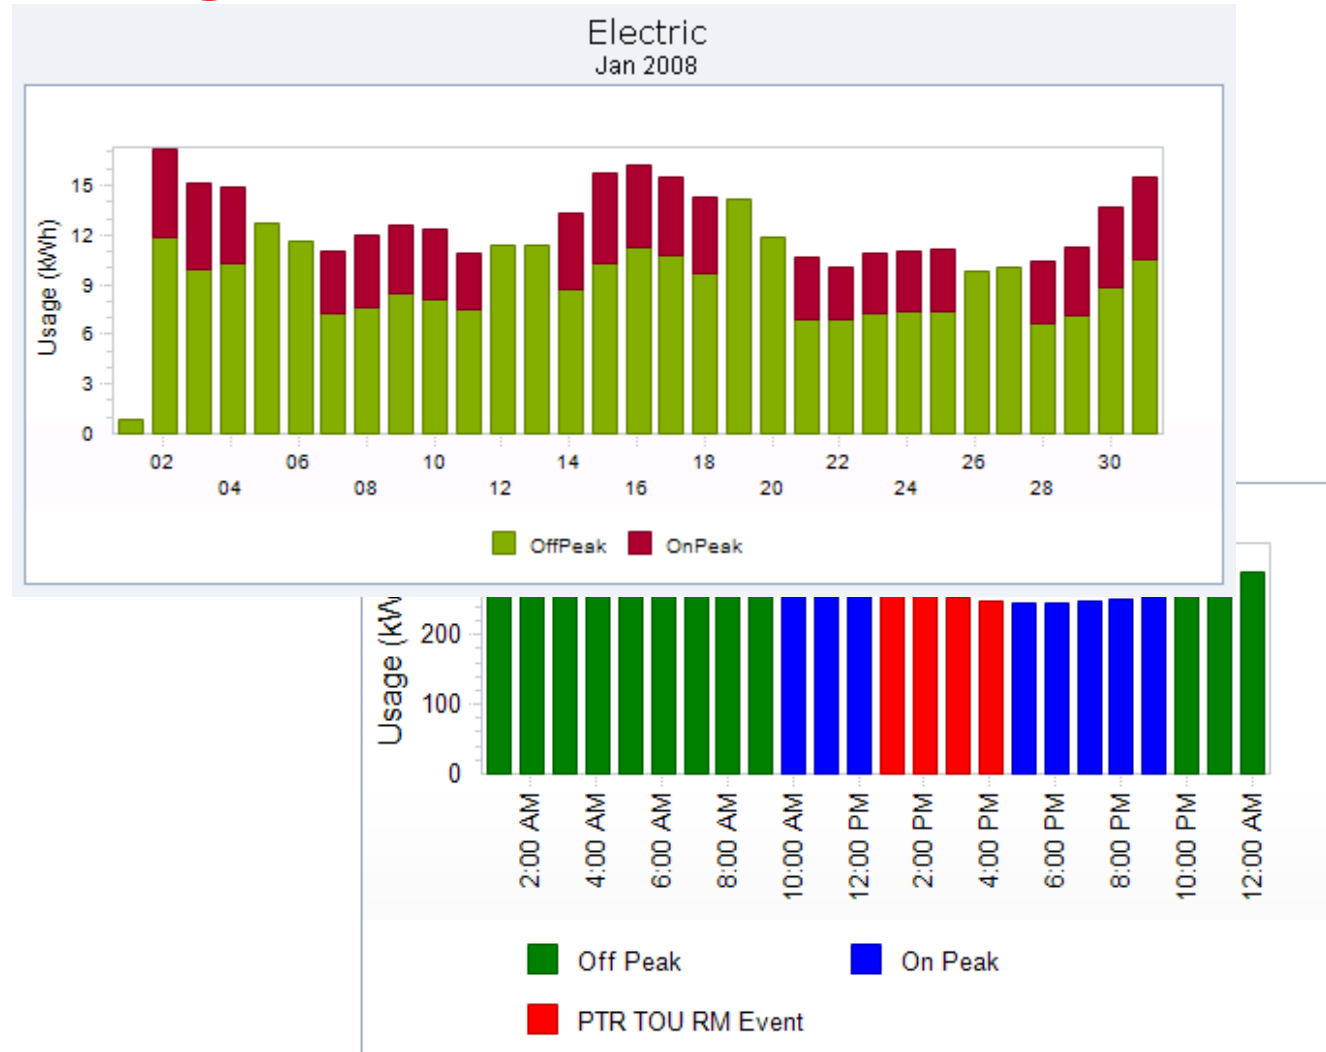 Electric
Jan 2008
Usage (kWh)
15
12
9
6
3
0
02 06 10 14 18 22 26 30
04 08 12 16 20 24 28
OffPeak OnPeak
200
100
0
Usage
2:00 AM 4:00 AM 6:00 AM 8:00 AM 10:00 AM 12:00 PM 2:00 PM 4:00 PM 6:00 PM 8:00 PM 10:00 PM 12:00 AM
Off Peak On Peak
PTR TOU RM Event